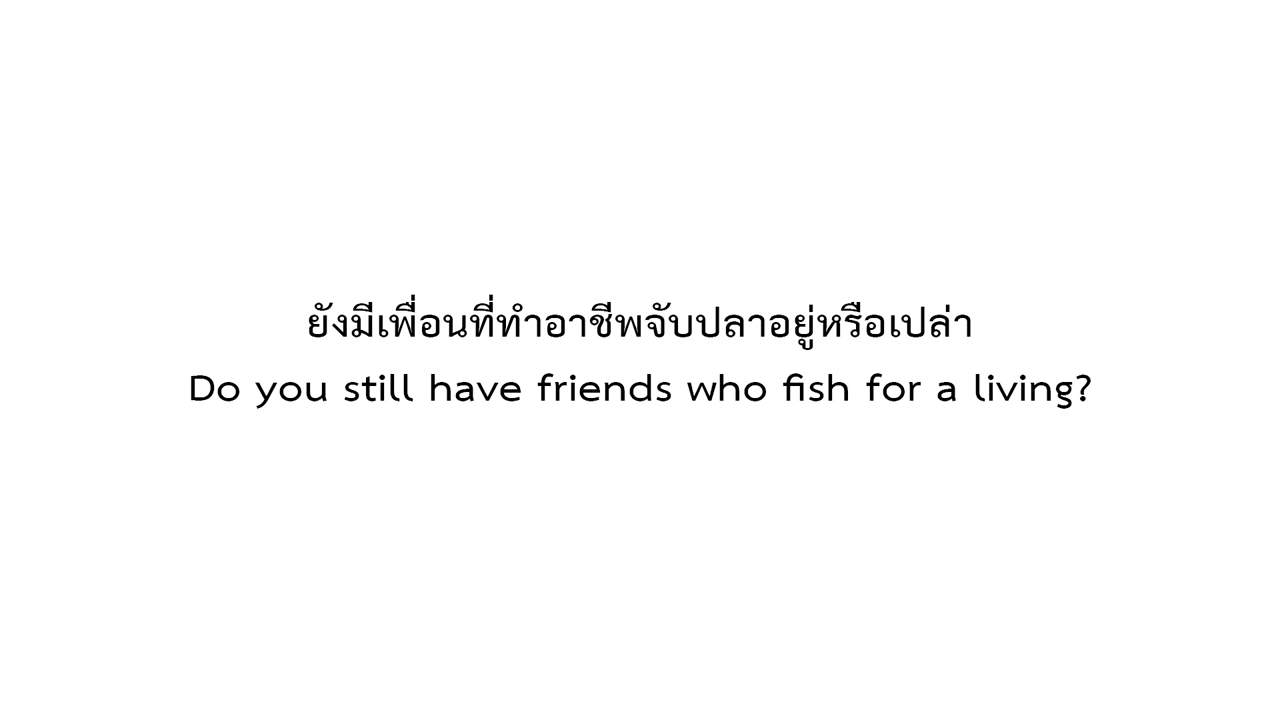 ยังมีเพื่อนที่ทำอาชีพจับปลาอยู่หรือเปล่า
Do you still have friends who fish for a living?